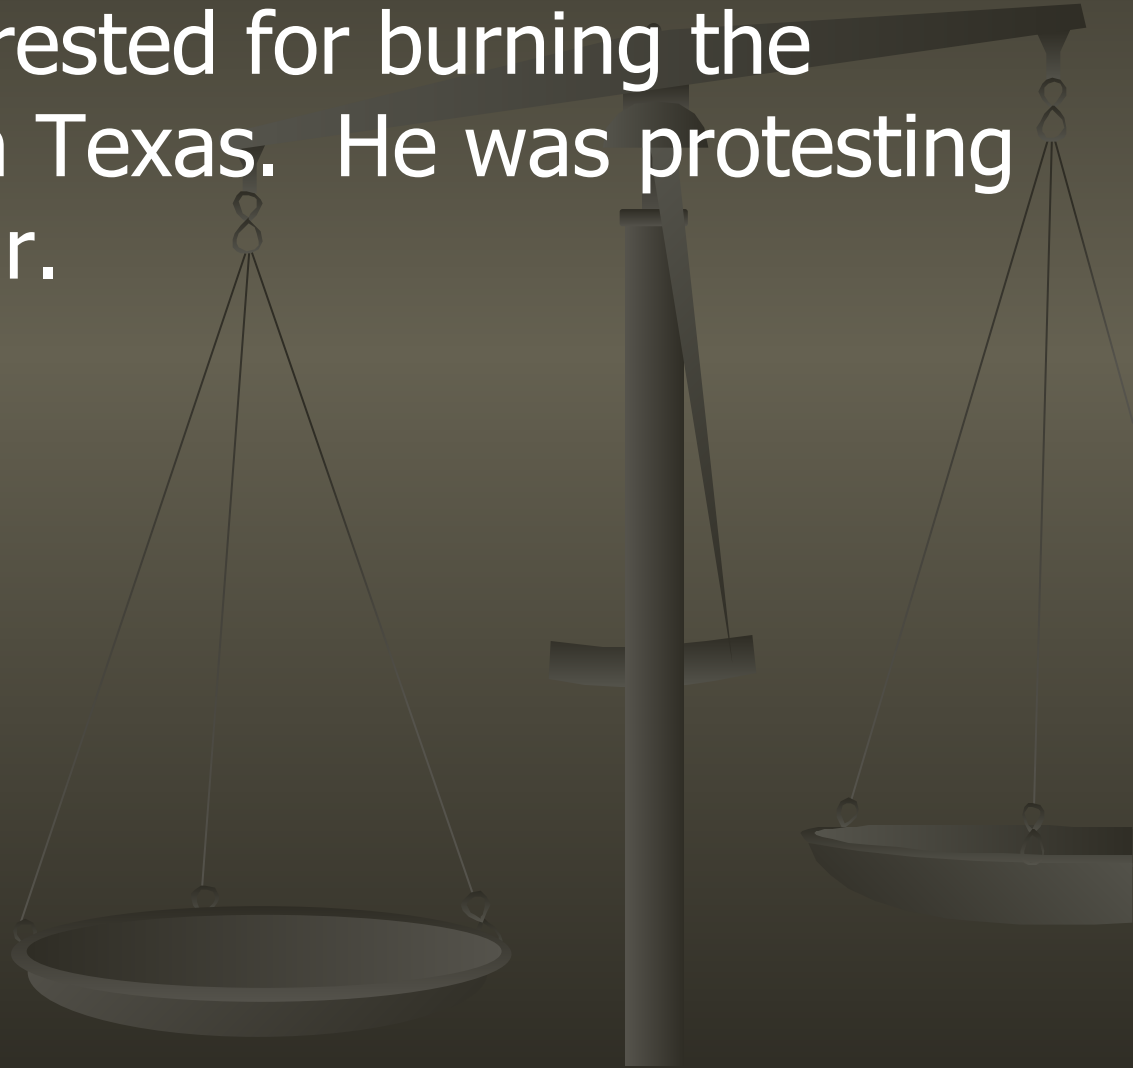 rested for burning the
Texas. He was protesting
r.